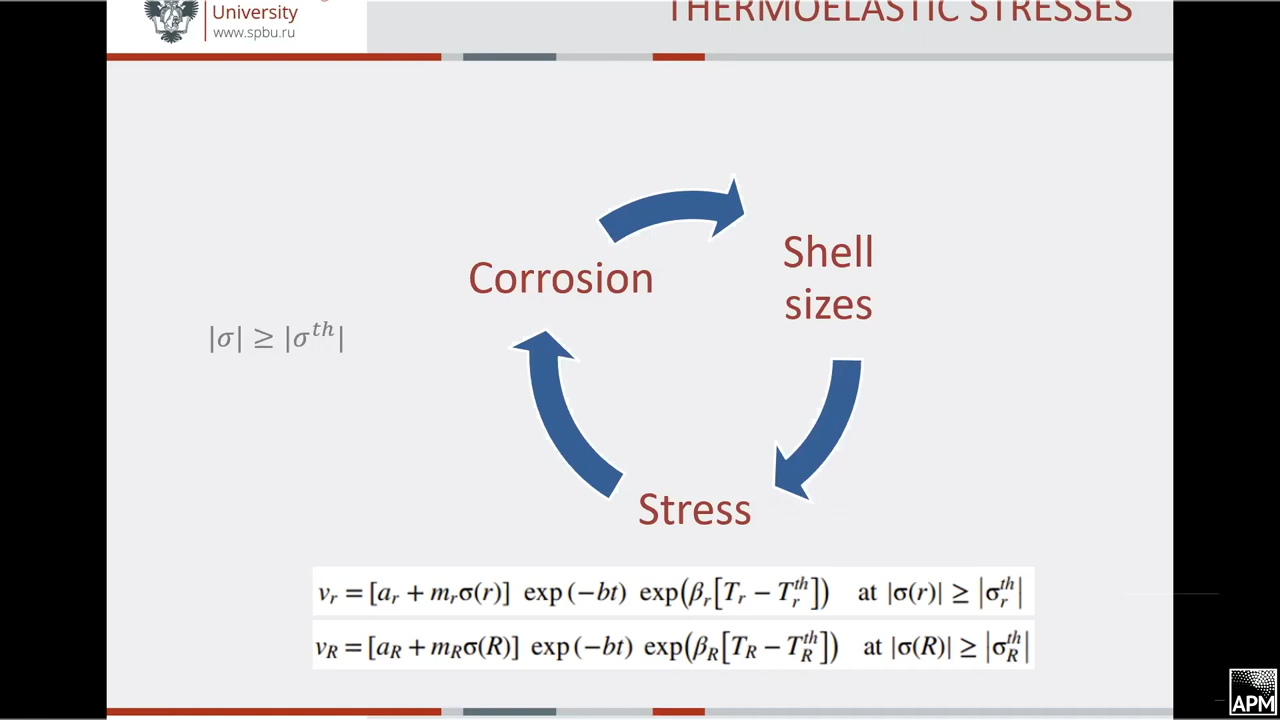 University
www.spbu.ru
THERMOELASTIC STRESSES
Corrosion
Shell
sizes
|σ| ≥ |σ^{th}|
Stress
v_r = [a_r + m_rσ(r)] exp(−bt) exp(β_r[T_r − T_r^{th}]) at |σ(r)| ≥ |σ_r^{th}|
v_R = [a_R + m_Rσ(R)] exp(−bt) exp(β_R[T_R − T_R^{th}]) at |σ(R)| ≥ |σ_R^{th}|
APM